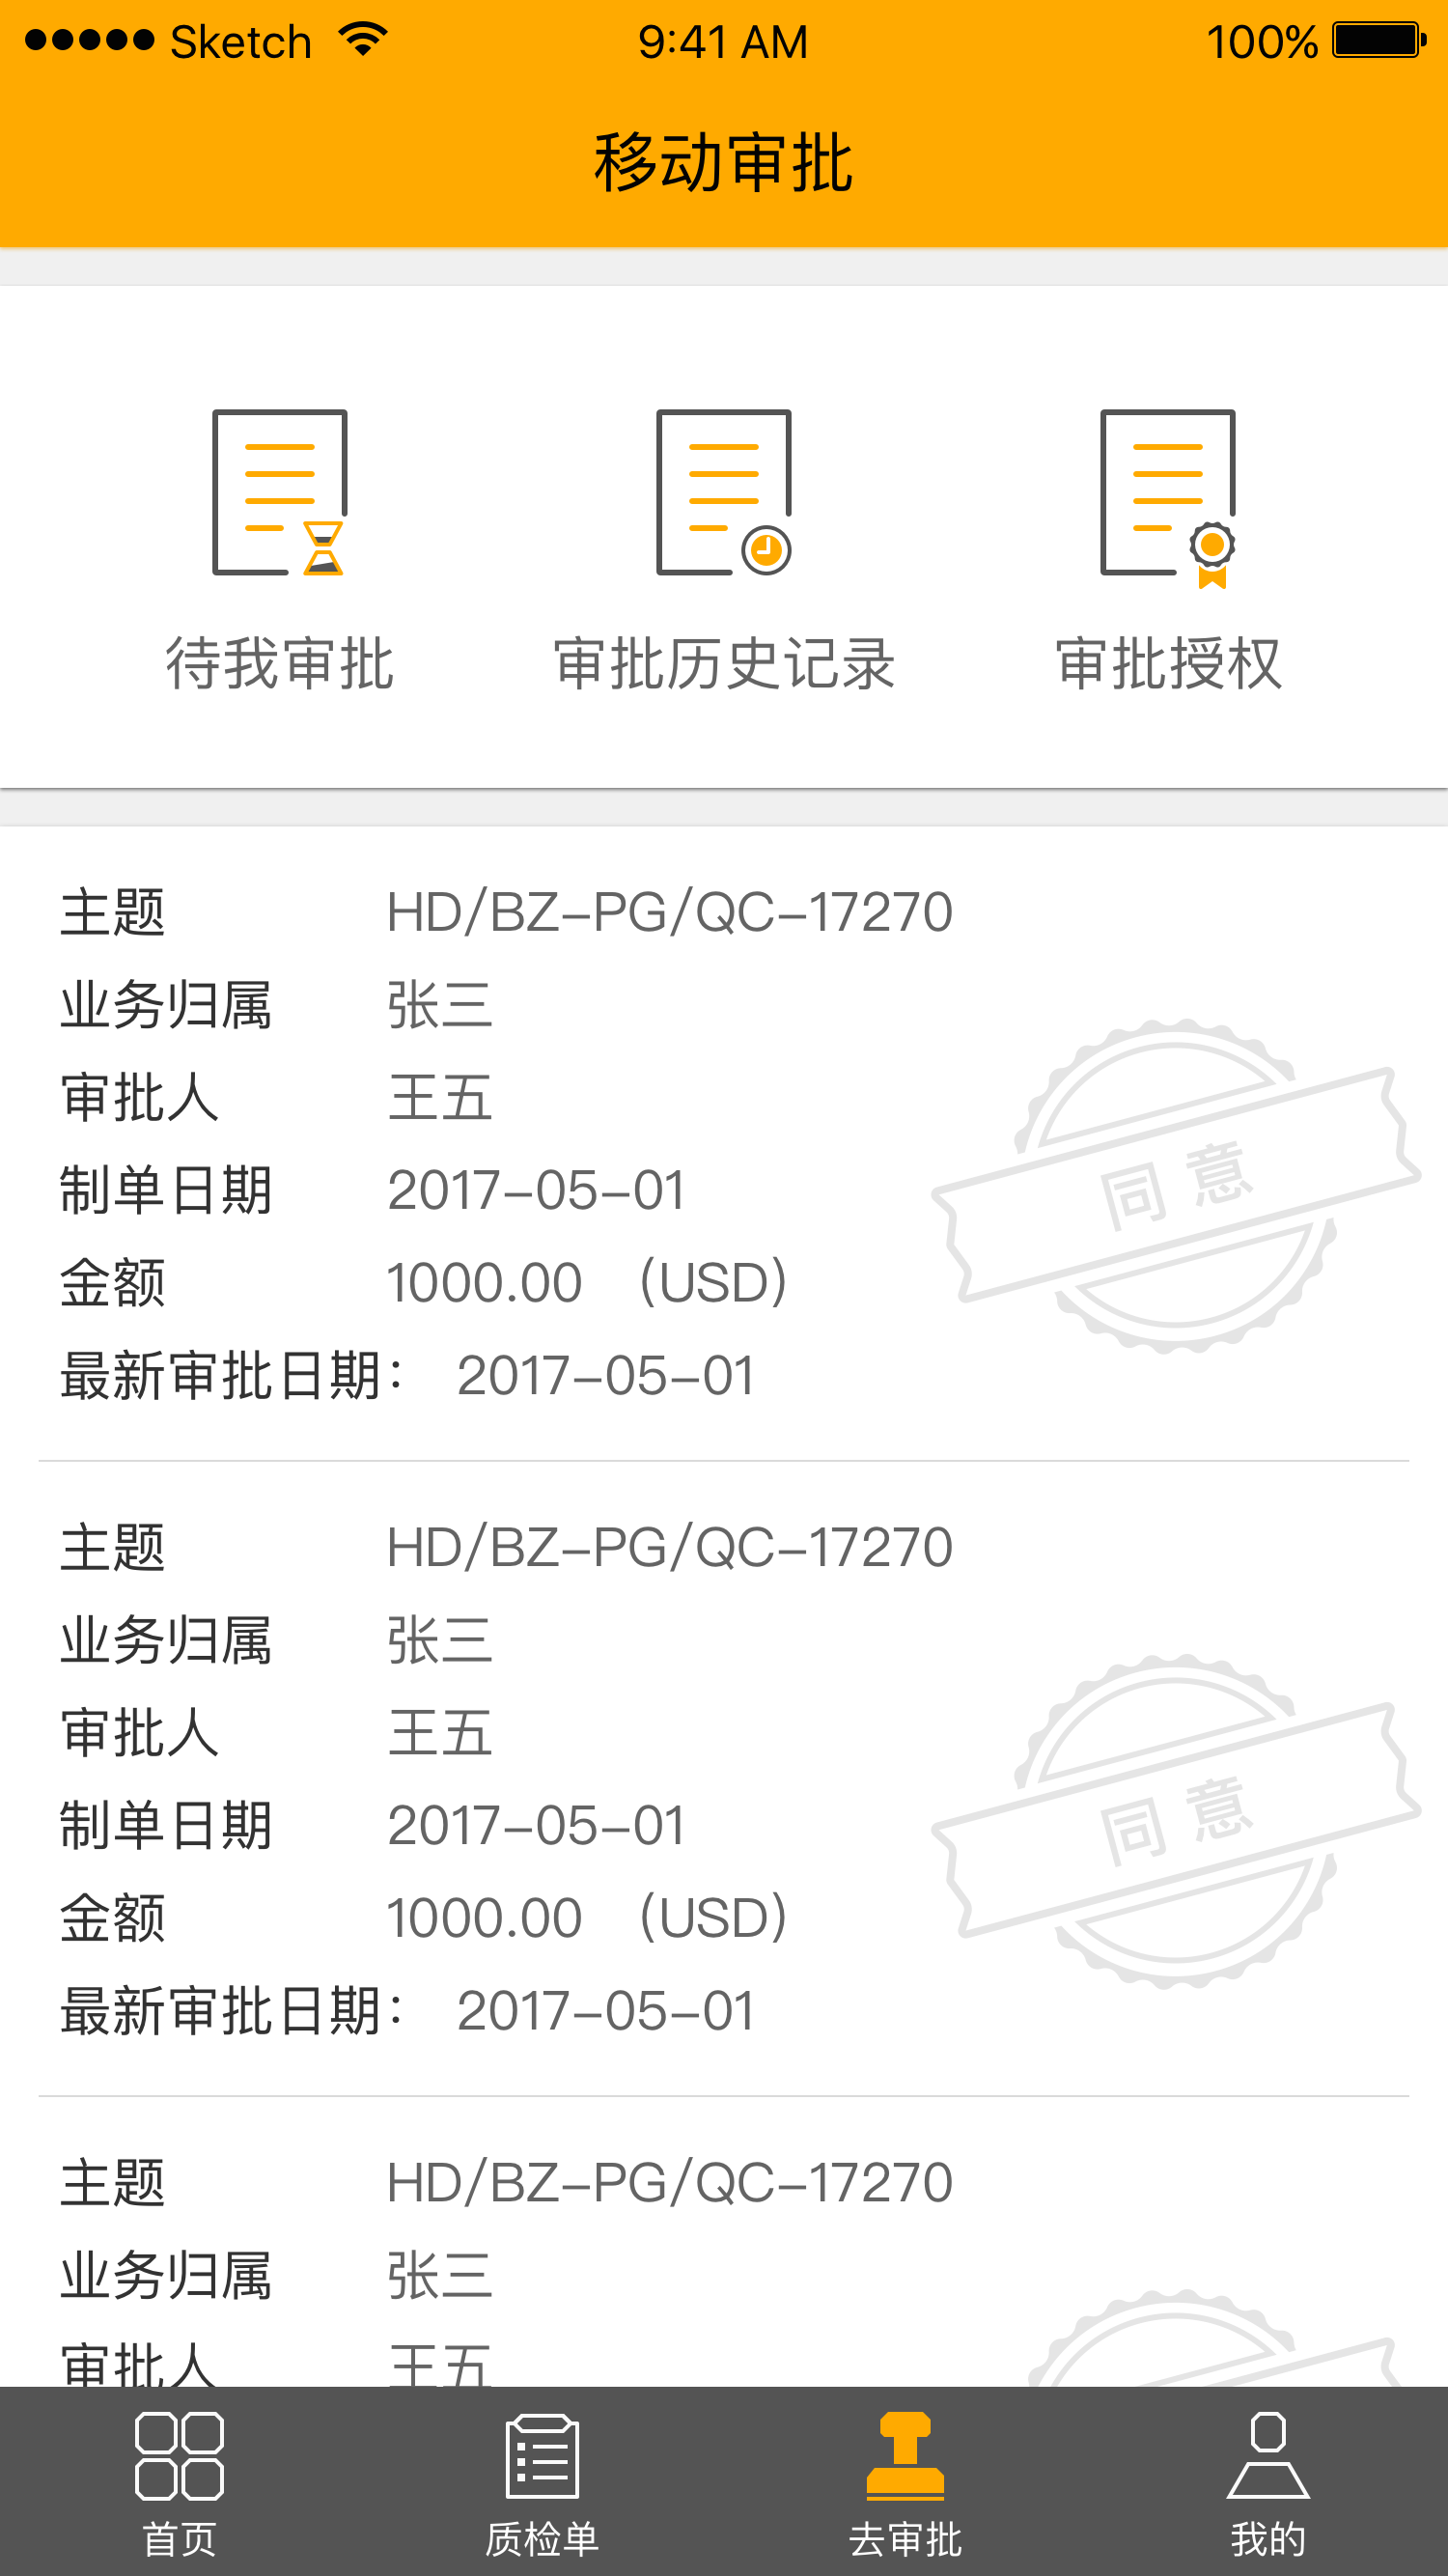 Sketch 9:41 AM 100%
移动审批
待我审批 审批历史记录 审批授权
主题 HD/BZ-PG/QC-17270
业务归属 张三
审批人 王五
制单日期 2017-05-01
金额 1000.00 (USD)
最新审批日期： 2017-05-01
同意
主题 HD/BZ-PG/QC-17270
业务归属 张三
审批人 王五
制单日期 2017-05-01
金额 1000.00 (USD)
最新审批日期： 2017-05-01
同意
主题 HD/BZ-PG/QC-17270
业务归属 张三
审批人 王五
首页 质检单 去审批 我的